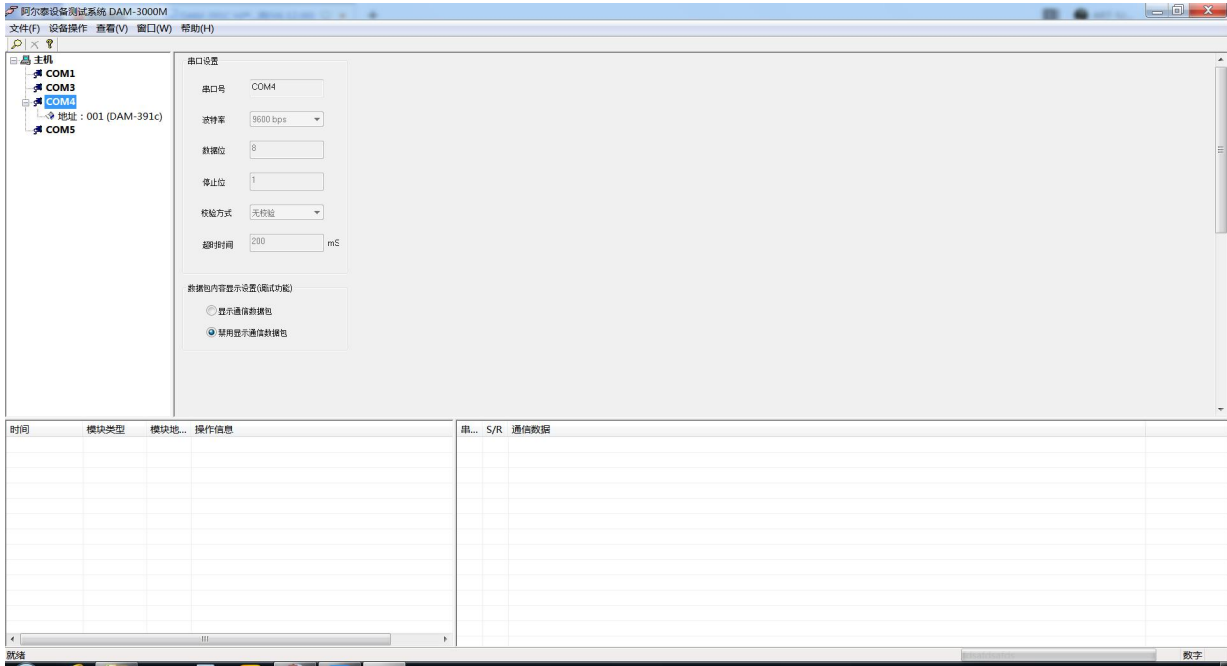 阿尔泰设备测试系统 DAM-3000M
文件(F) 设备操作 查看(V) 窗口(W) 帮助(H)
主机
COM1
COM3
COM4
地址：001 (DAM-391c)
COM5
串口设置
串口号 COM4
波特率 9600 bps
数据位 8
停止位 1
校验方式 无校验
超时时间 200 mS
数据包内容显示设置(调试功能)
显示通信数据包
禁用显示通信数据包
时间 模块类型 模块地... 操作信息
串... S/R 通信数据
就绪 数字